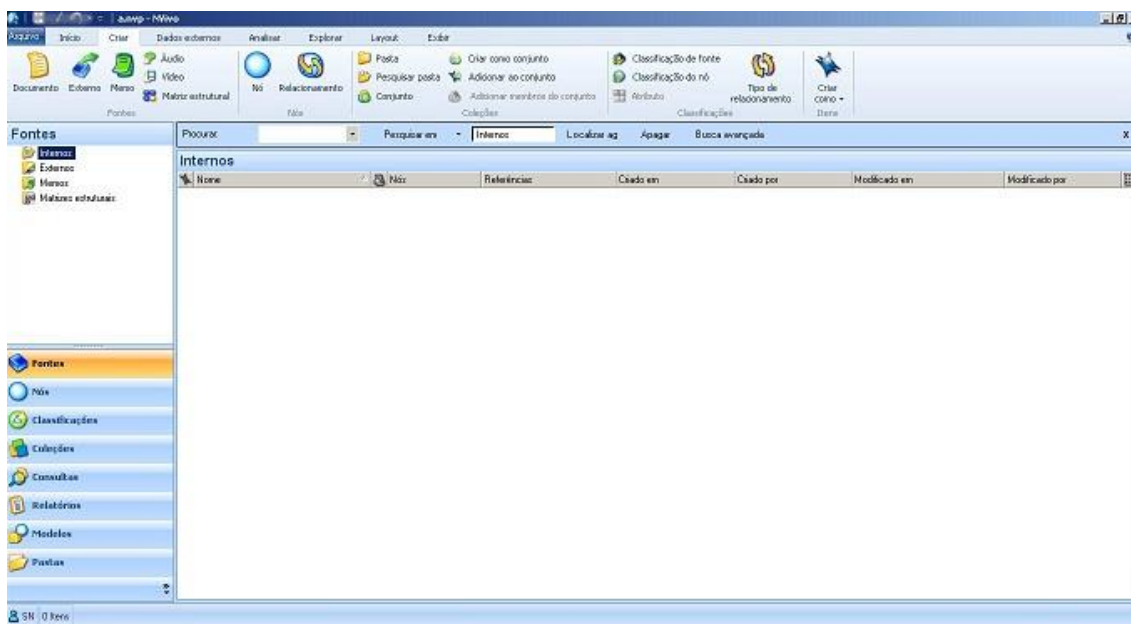 a.nvp - NVivo
Arquivo Início Criar Dados externos Analisar Explorar Layout Exibir
Documento Externo Memo
Áudio
Vídeo
Matriz estrutural
Fontes
Nó Relacionamento
Nós
Pasta
Pesquisar pasta
Conjunto
Criar como conjunto
Adicionar ao conjunto
Adicionar membros do conjunto
Coleções
Classificação de fonte
Classificação do nó
Atributo
Tipo de relacionamento
Classificações
Criar como
Itens
Fontes
Internos
Externos
Memos
Matrizes estruturais
Procurar: Pesquisar em Internos Localizar ag Apagar Busca avançada X
Internos
Nome Nós Referências Criado em Criado por Modificado em Modificado por
Fontes
Nós
Classificações
Coleções
Consultas
Relatórios
Modelos
Pastas
SN 0 Itens